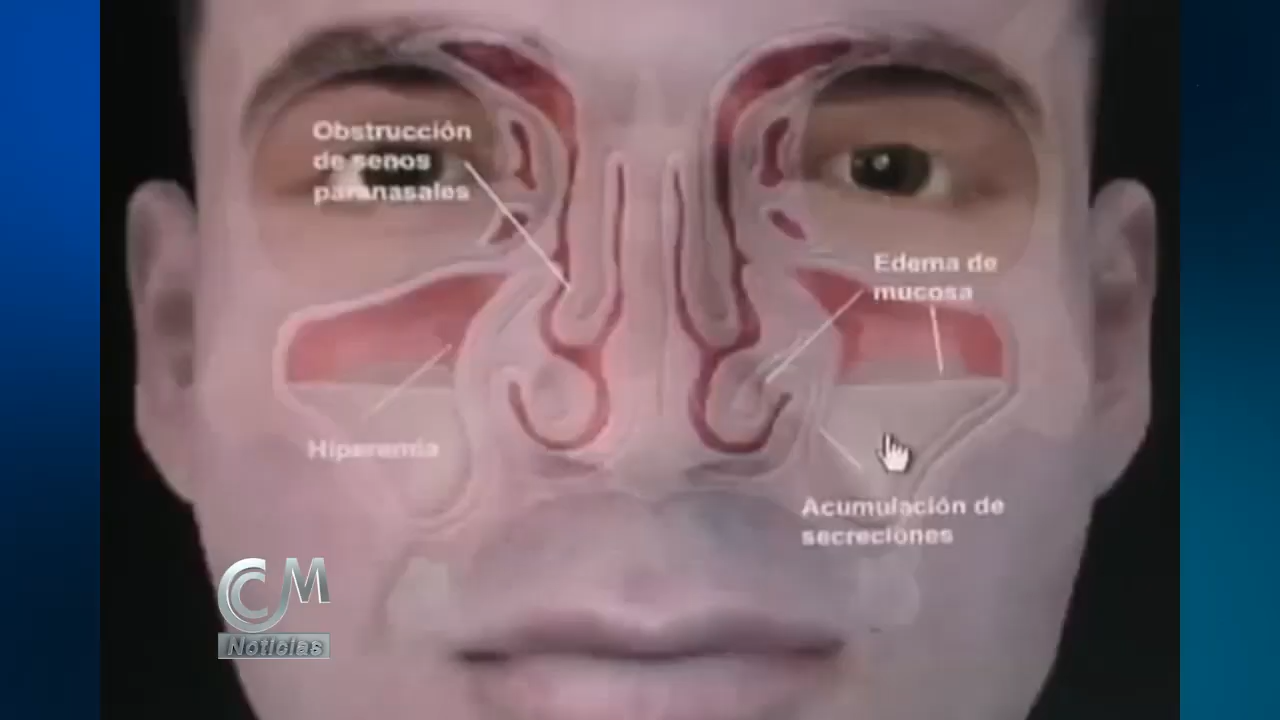 Obstrucción
de senos
paranasales
Edema de
mucosa
Hiperemia
Acumulación de
secreciones
CM
Noticias